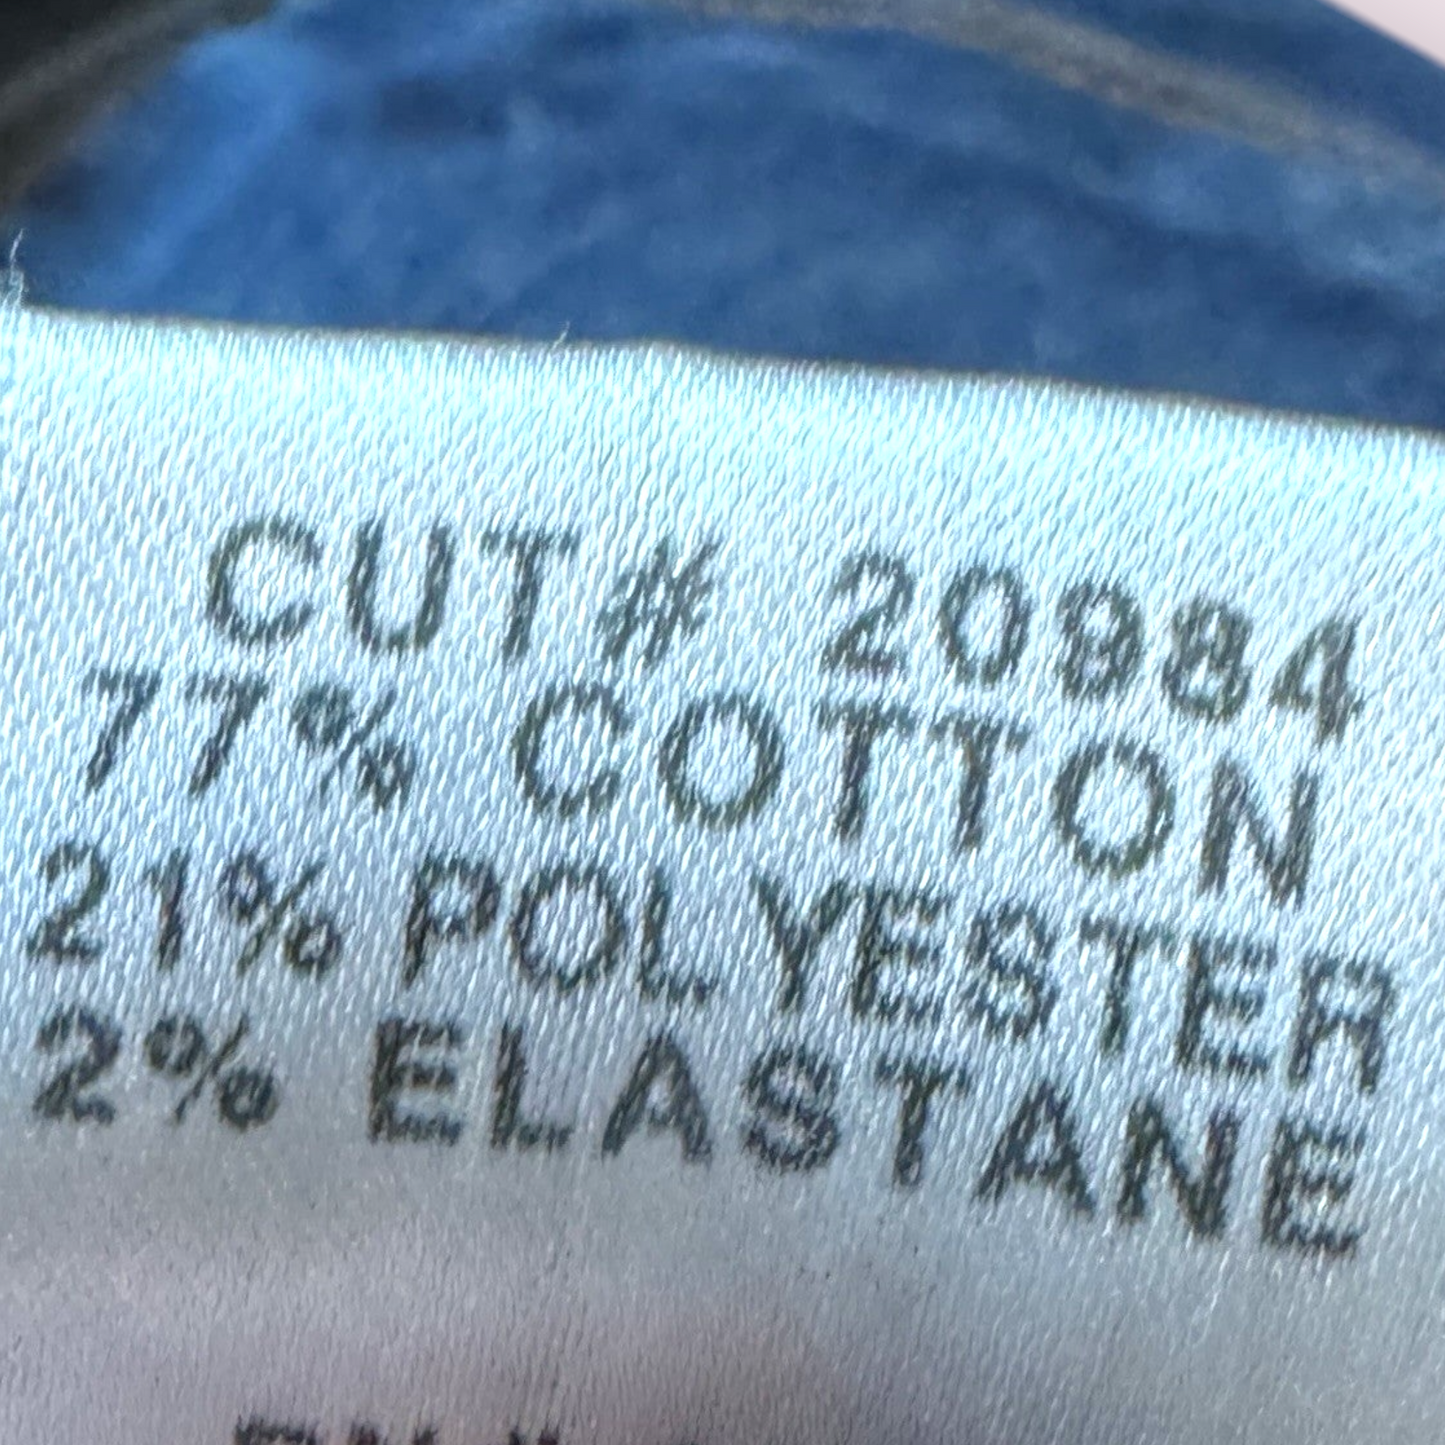 CUT# 20984
77% COTTON
21% POLYESTER
2% ELASTANE